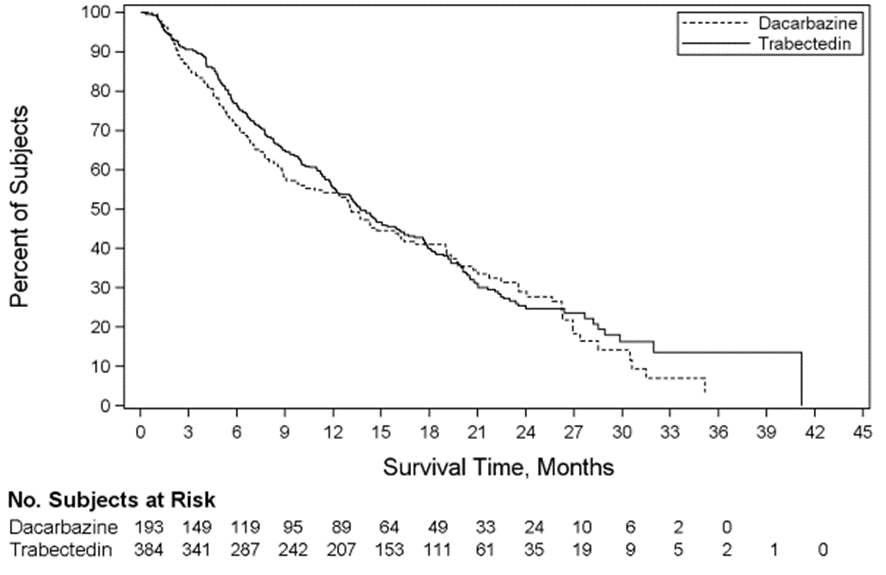 100
90
80
70
60
50
40
30
20
10
0
Percent of Subjects
Dacarbazine
Trabectedin
0 3 6 9 12 15 18 21 24 27 30 33 36 39 42 45
Survival Time, Months
No. Subjects at Risk
Dacarbazine 193 149 119 95 89 64 49 33 24 10 6 2 0
Trabectedin 384 341 287 242 207 153 111 61 35 19 9 5 2 1 0